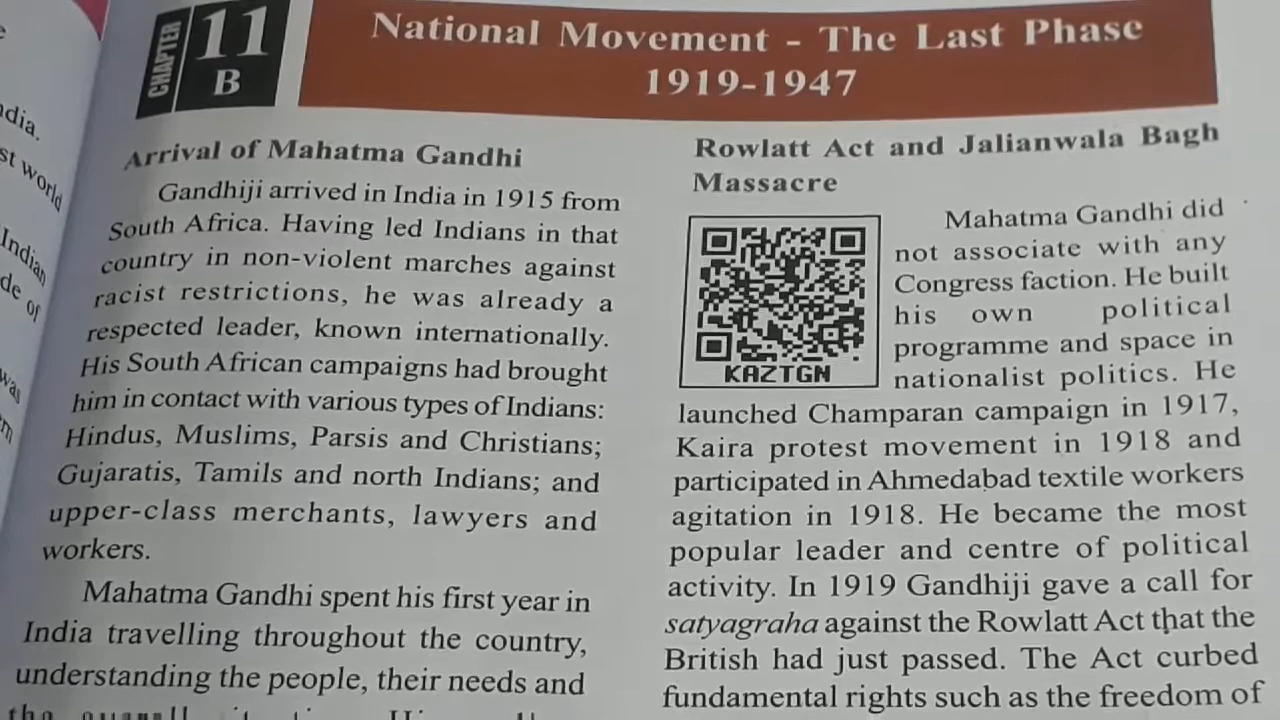 CHAPTER
11
B
National Movement - The Last Phase
1919-1947
Arrival of Mahatma Gandhi
Gandhiji arrived in India in 1915 from
South Africa. Having led Indians in that
country in non-violent marches against
racist restrictions, he was already a
respected leader, known internationally.
His South African campaigns had brought
him in contact with various types of Indians:
Hindus, Muslims, Parsis and Christians;
Gujaratis, Tamils and north Indians; and
upper-class merchants, lawyers and
workers.
Mahatma Gandhi spent his first year in
India travelling throughout the country,
understanding the people, their needs and
Rowlatt Act and Jalianwala Bagh
Massacre
KAZTGN
Mahatma Gandhi did
not associate with any
Congress faction. He built
his own political
programme and space in
nationalist politics. He
launched Champaran campaign in 1917,
Kaira protest movement in 1918 and
participated in Ahmedabad textile workers
agitation in 1918. He became the most
popular leader and centre of political
activity. In 1919 Gandhiji gave a call for
satyagraha against the Rowlatt Act that the
British had just passed. The Act curbed
fundamental rights such as the freedom of